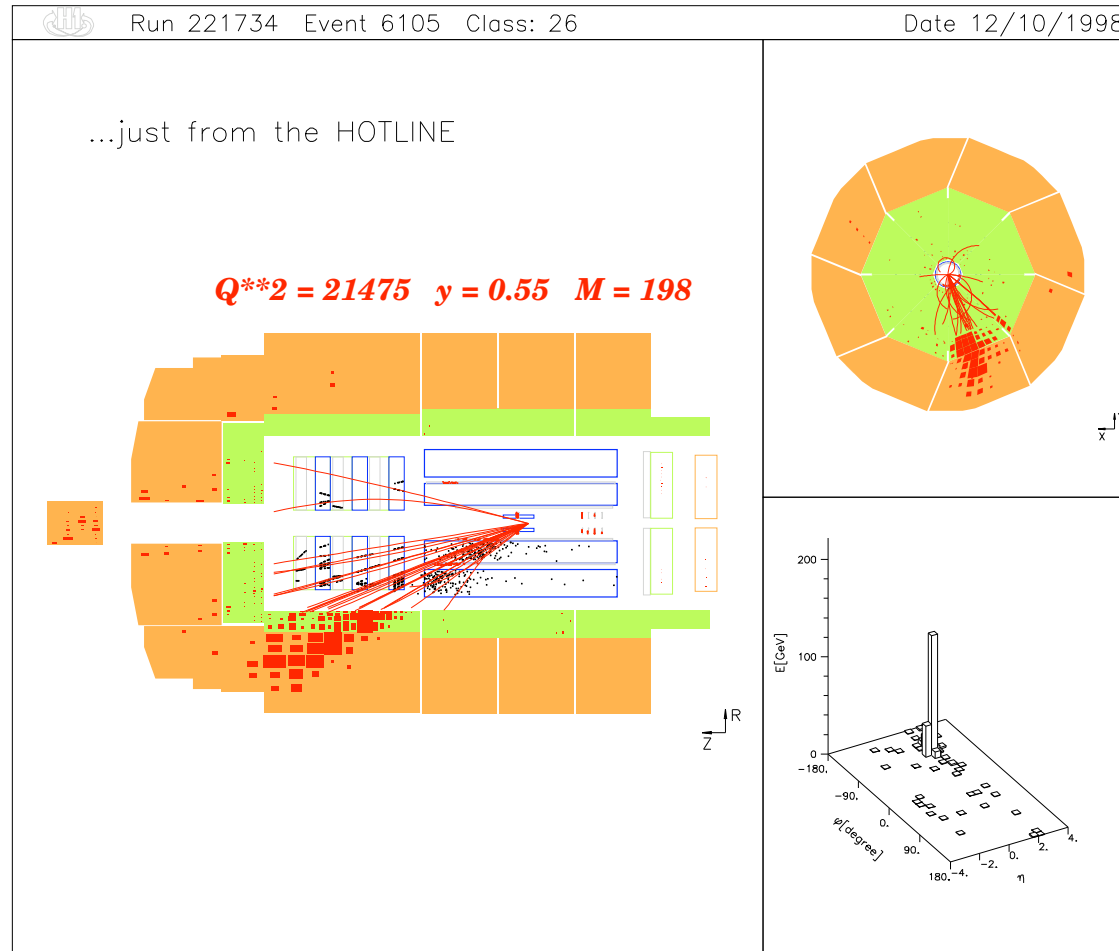 H1 Run 221734 Event 6105 Class: 26 Date 12/10/1998
...just from the HOTLINE
Q**2 = 21475 y = 0.55 M = 198
R
Z
X
E[GeV]
200
100
0
-180.
-90.
0.
90.
180.
φ[degree]
-4.
-2.
0.
2.
4.
η